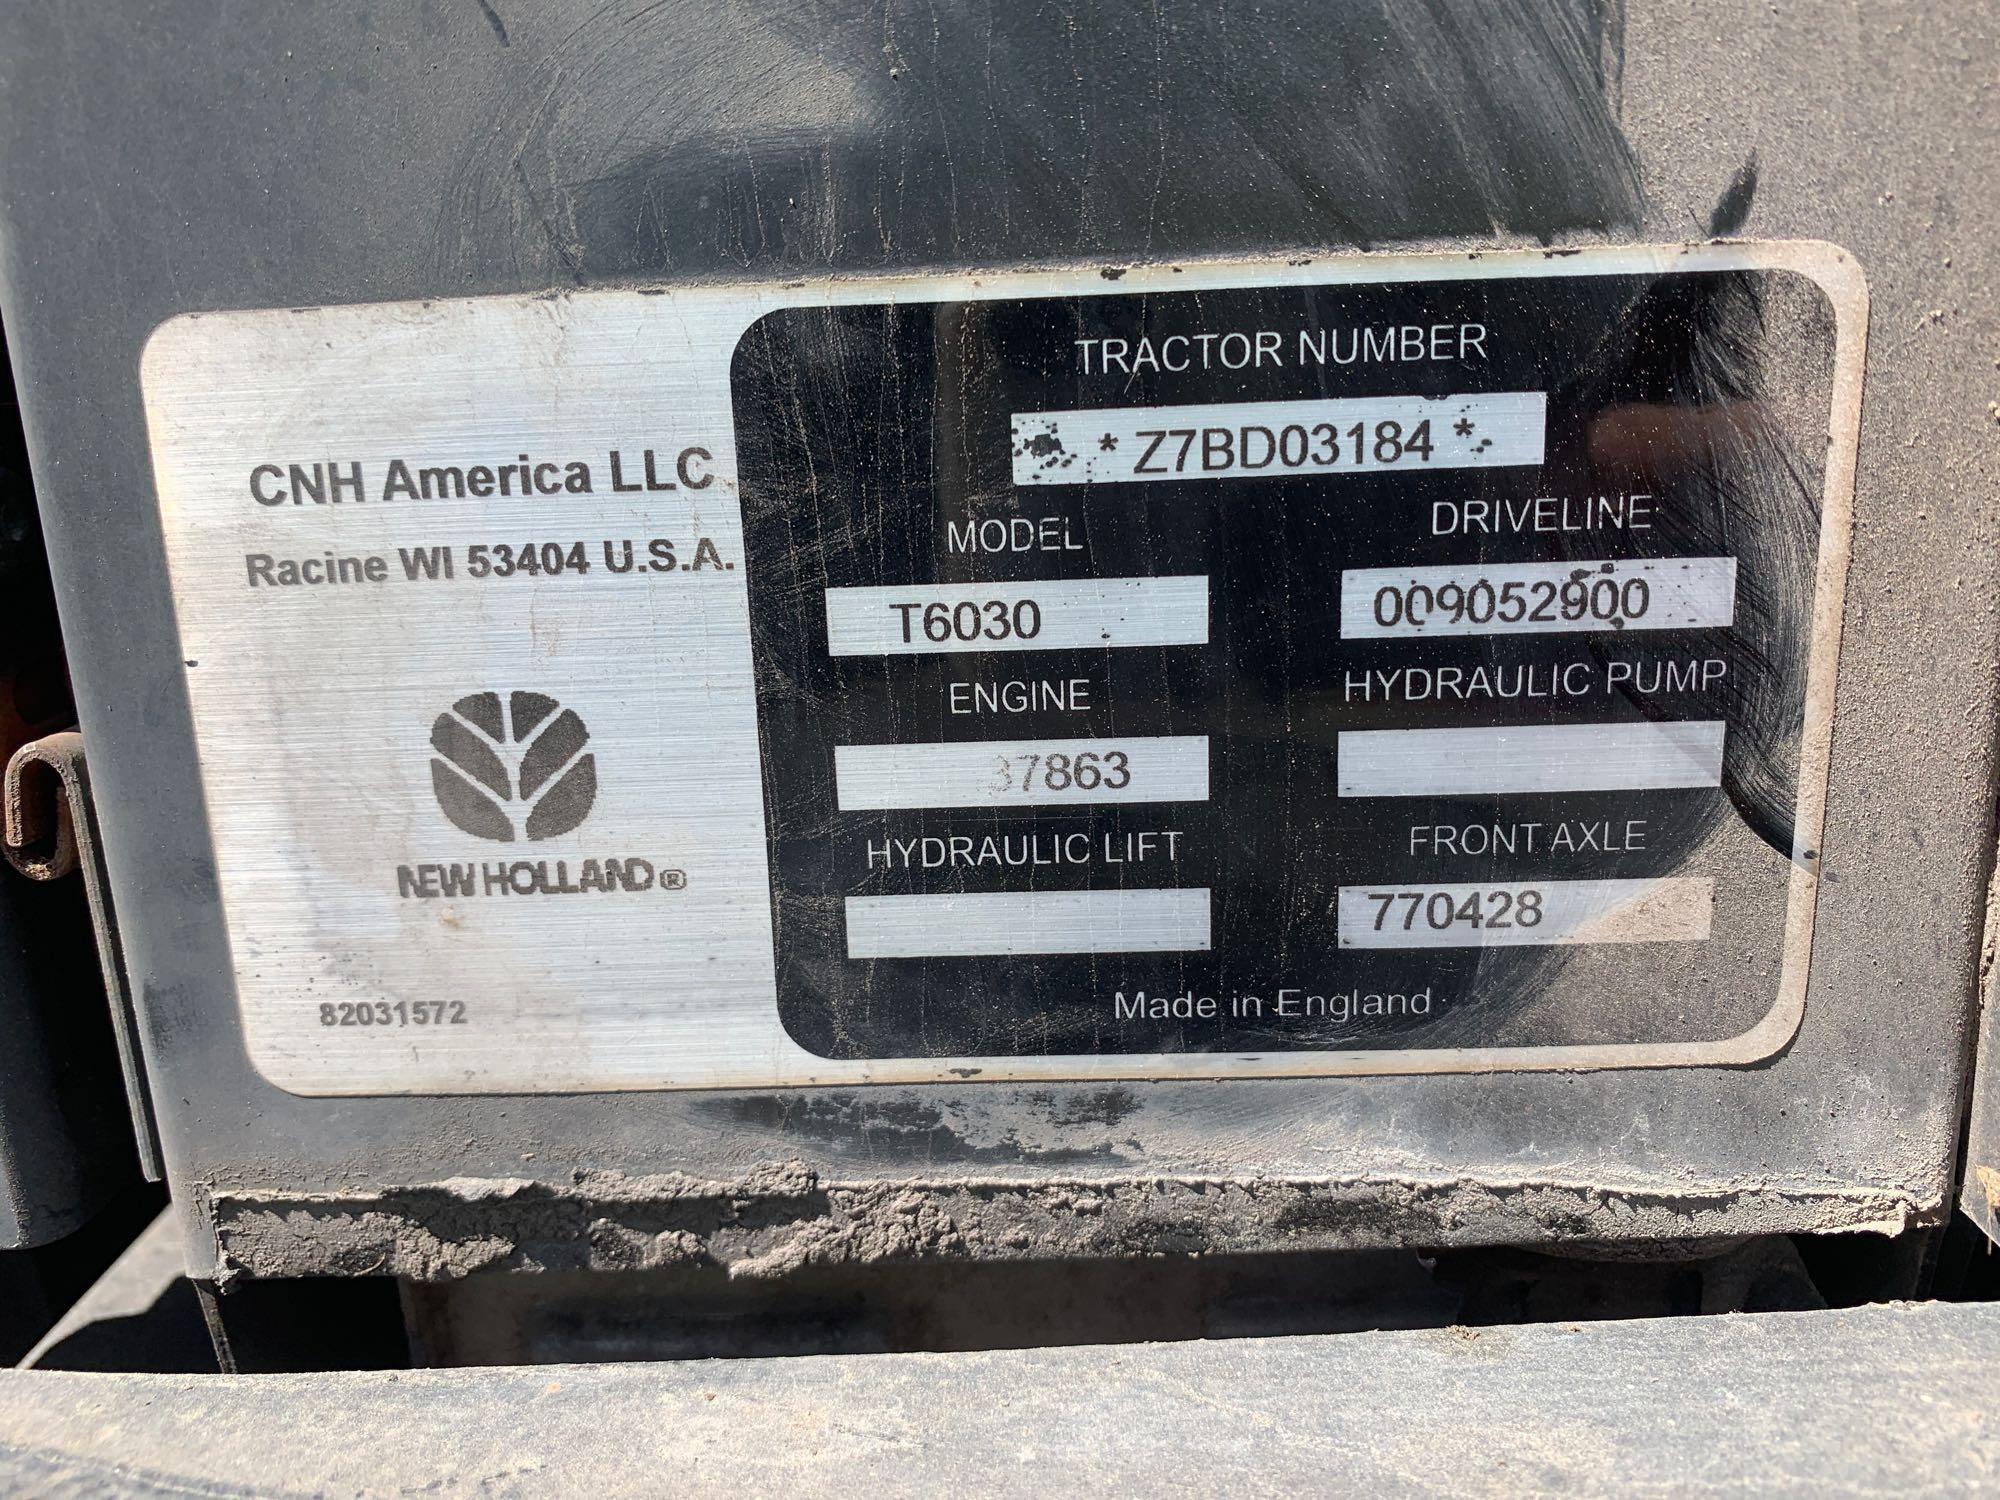 CNH America LLC
Racine WI 53404 U.S.A.
NEW HOLLAND®
82031572
TRACTOR NUMBER
* Z7BD03184 *
MODEL
T6030
DRIVELINE
009052900
ENGINE
HYDRAULIC PUMP
HYDRAULIC LIFT
FRONT AXLE
770428
Made in England